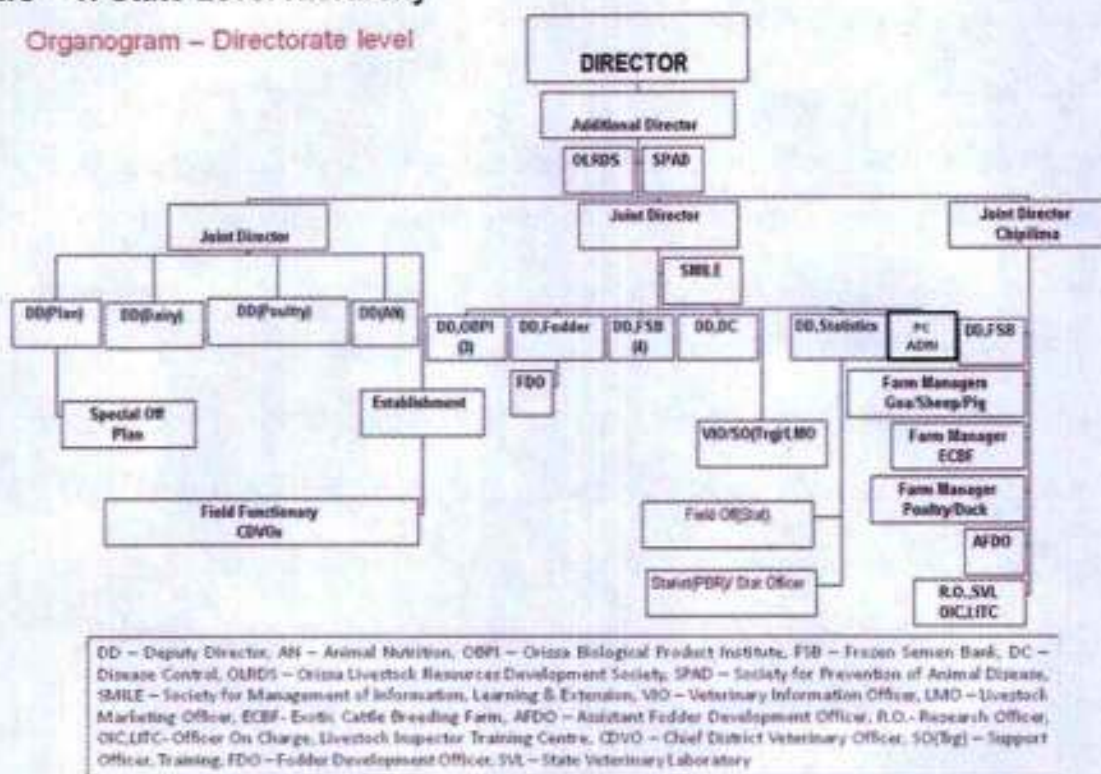 Organogram – Directorate level
DIRECTOR
Additional Director
OLRDS
SPAD
Joint Director
Joint Director
Joint Director
Chipilima
SMILE
DD(Plan)
DD(Dairy)
DD(Poultry)
DD(AN)
DD,OBPI
(3)
DD,Fodder
DD,FSB
(4)
DD,DC
DD,Statistics
PC
DD,FSB
FDO
Special Off
Plan
Establishment
VIO/SO(Trg)/LMO
Farm Managers
Goa/Sheep/Pig
Farm Manager
ECBF
Farm Manager
Poultry/Duck
Field Functionary
CDVOs
Field Off(Stat)
AFDO
Statist(PBR)/ Stat Officer
R.O.,SVL
OIC,LITC
DD – Deputy Director, AN – Animal Nutrition, OBPI – Orissa Biological Product Institute, FSB – Frozen Semen Bank, DC –
Disease Control, OLRDS – Orissa Livestock Resources Development Society, SPAD – Society for Prevention of Animal Disease,
SMILE – Society for Management of Information, Learning & Extension, VIO – Veterinary Information Officer, LMO – Livestock
Marketing Officer, ECBF- Exotic Cattle Breeding Farm, AFDO – Assistant Fodder Development Officer, R.O.- Research Officer,
OIC,LITC- Officer On Charge, Livestock Inspector Training Centre, CDVO – Chief District Veterinary Officer, SO(Trg) – Support
Officer, Training, FDO – Fodder Development Officer, SVL – State Veterinary Laboratory